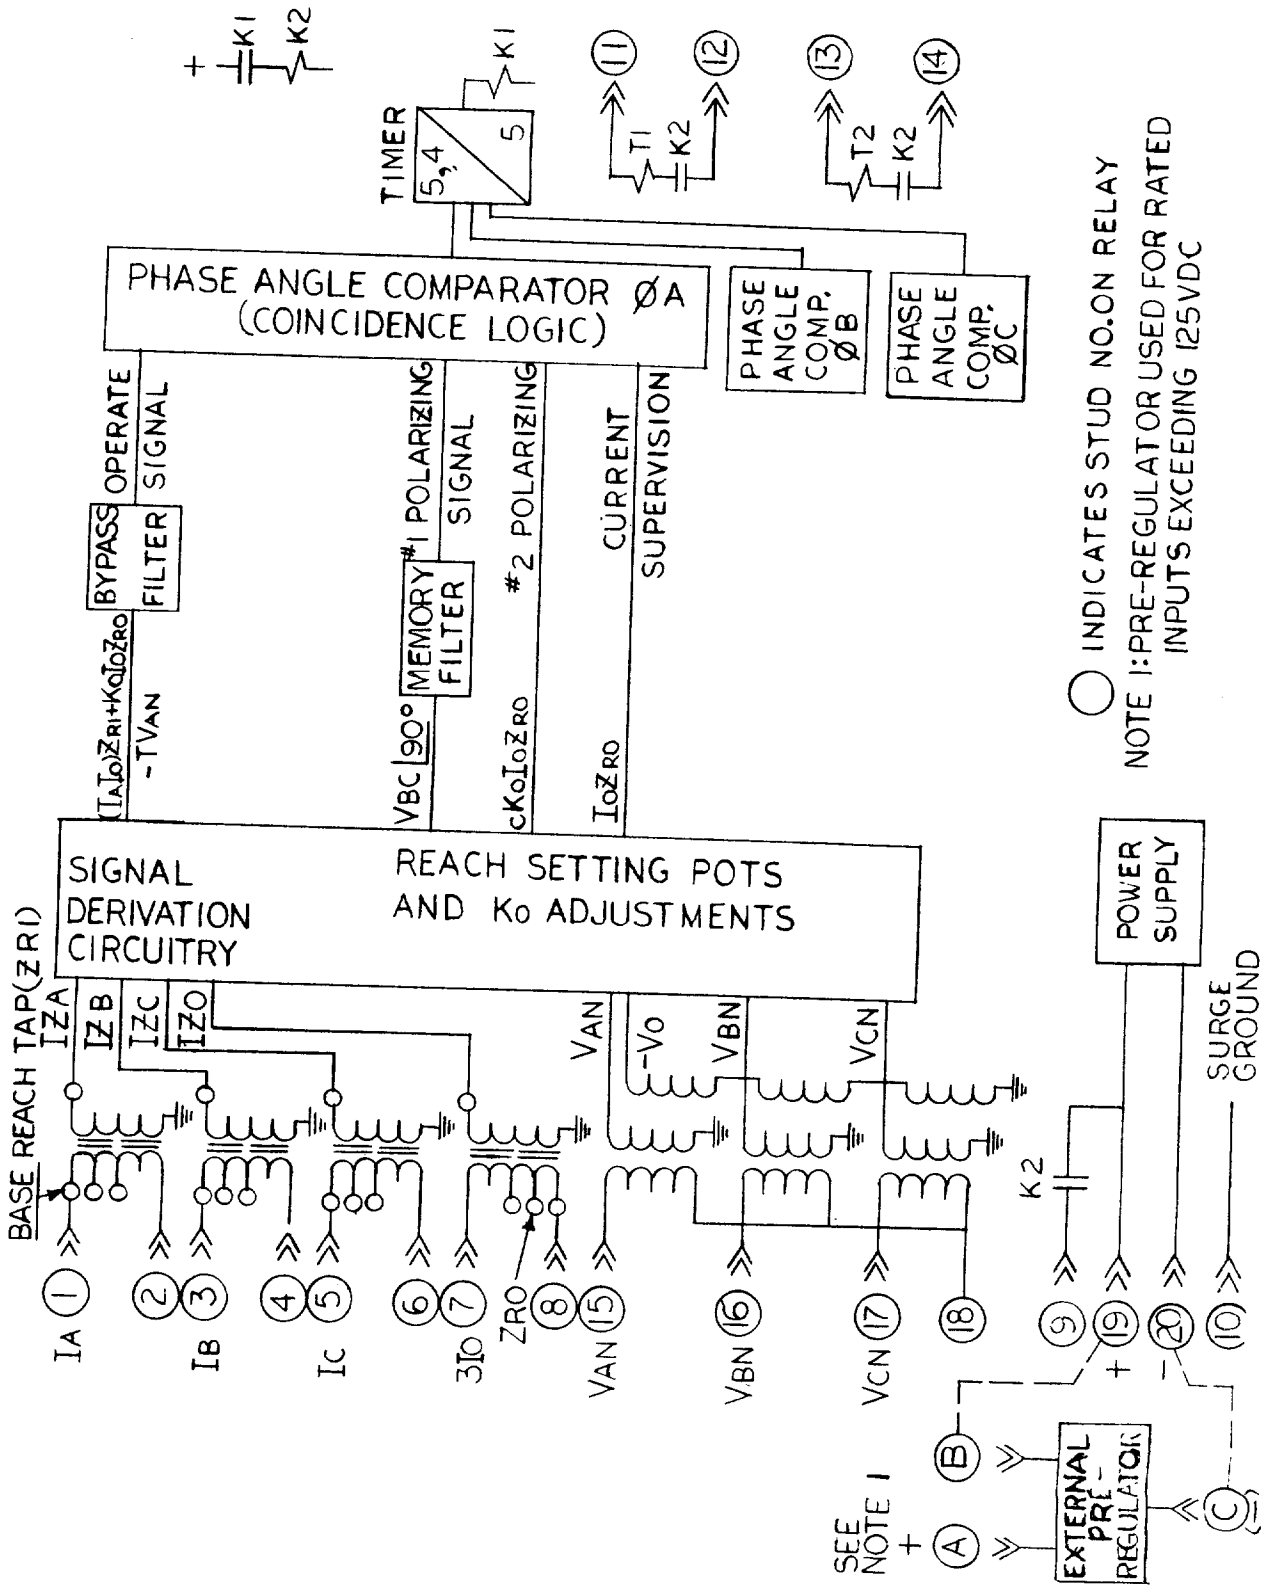 BASE REACH TAP(ZR1)
IZA
IZB
IZC
IZO
IA 1
2
IB 3
4
IC 5
6
3IO 7
ZRO
8
VAN 15
VBN 16
VCN 17
18
VAN
-VO
VBN
VCN
SIGNAL
DERIVATION
CIRCUITRY
REACH SETTING POTS
AND KO ADJUSTMENTS
(IAIO)ZRI+KOIOZRO
-TVAN
BYPASS
FILTER
OPERATE
SIGNAL
VBC 90°
MEMORY
FILTER
#1 POLARIZING
SIGNAL
cKOIOZRO
#2 POLARIZING
IOZRO
CURRENT
SUPERVISION
PHASE ANGLE COMPARATOR ØA
(COINCIDENCE LOGIC)
PHASE
ANGLE
COMP.
ØB
PHASE
ANGLE
COMP.
ØC
TIMER
5,4
5
K1
+
K1
K2
11
T1
K2
12
13
T2
K2
14
9
K2
19
+
20
-
POWER
SUPPLY
(10)
SURGE
GROUND
SEE
NOTE 1
+
A
B
EXTERNAL
PRE-
REGULATOR
C
(-)
INDICATES STUD NO.ON RELAY
NOTE 1:PRE-REGULATOR USED FOR RATED
INPUTS EXCEEDING 125VDC